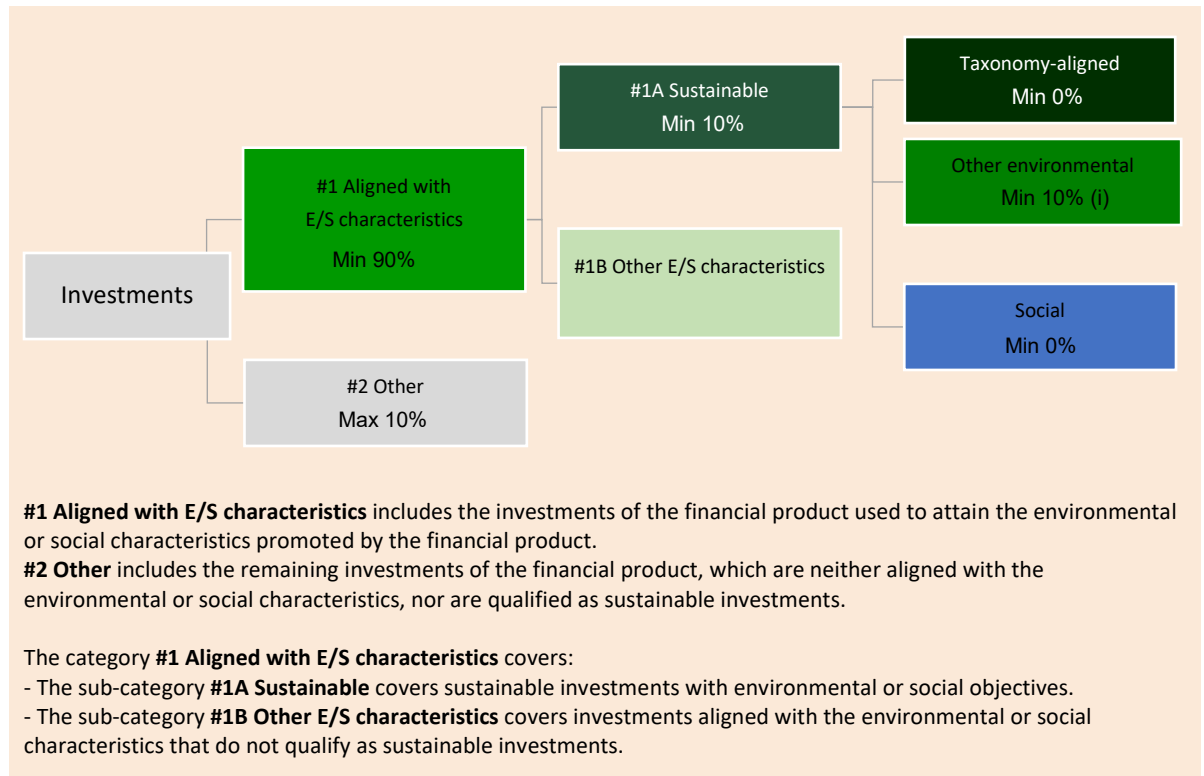 Investments
#1 Aligned with
E/S characteristics
Min 90%
#2 Other
Max 10%
#1A Sustainable
Min 10%
#1B Other E/S characteristics
Taxonomy-aligned
Min 0%
Other environmental
Min 10% (i)
Social
Min 0%
#1 Aligned with E/S characteristics includes the investments of the financial product used to attain the environmental
or social characteristics promoted by the financial product.
#2 Other includes the remaining investments of the financial product, which are neither aligned with the
environmental or social characteristics, nor are qualified as sustainable investments.
The category #1 Aligned with E/S characteristics covers:
- The sub-category #1A Sustainable covers sustainable investments with environmental or social objectives.
- The sub-category #1B Other E/S characteristics covers investments aligned with the environmental or social
characteristics that do not qualify as sustainable investments.